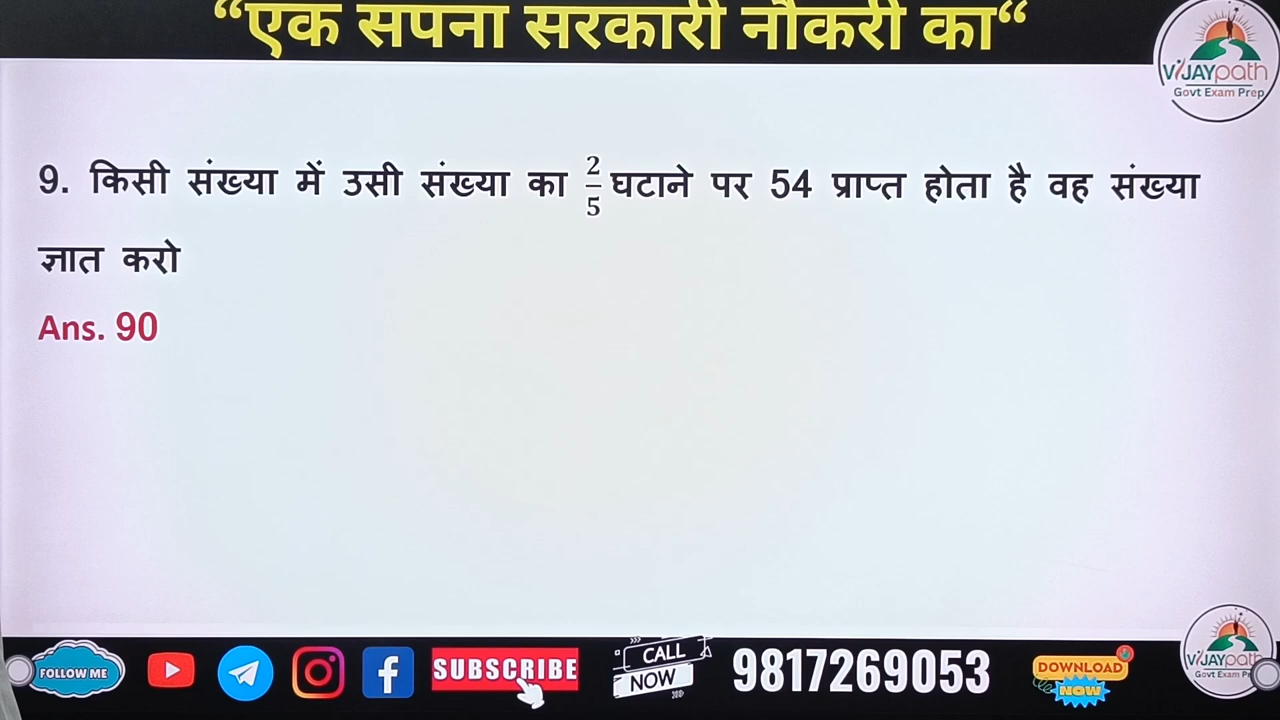 “एक सपना सरकारी नौकरी का“
VIJAYpath
Govt Exam Prep
9. किसी संख्या में उसी संख्या का 2/5 घटाने पर 54 प्राप्त होता है वह संख्या
ज्ञात करो
Ans. 90
FOLLOW ME
SUBSCRIBE
CALL
NOW
9817269053
DOWNLOAD
NOW
VIJAYpath
Govt Exam Pr